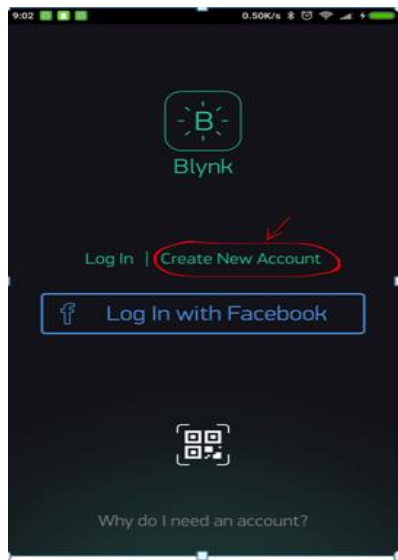 9:02 0.50K/s
B
Blynk
Log In | Create New Account
f Log In with Facebook
Why do I need an account?